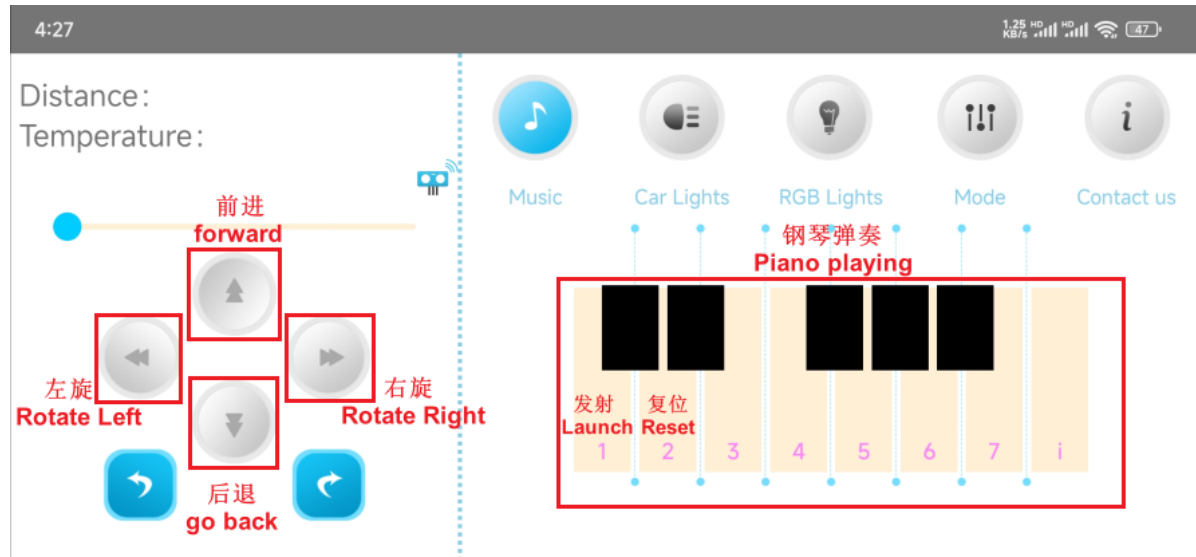 4:27
1.25 KB/s HD HD 47
Distance:
Temperature:
前进
forward
左旋
Rotate Left
右旋
Rotate Right
后退
go back
Music
Car Lights
RGB Lights
Mode
Contact us
钢琴弹奏
Piano playing
发射
Launch
复位
Reset
1 2 3 4 5 6 7 i